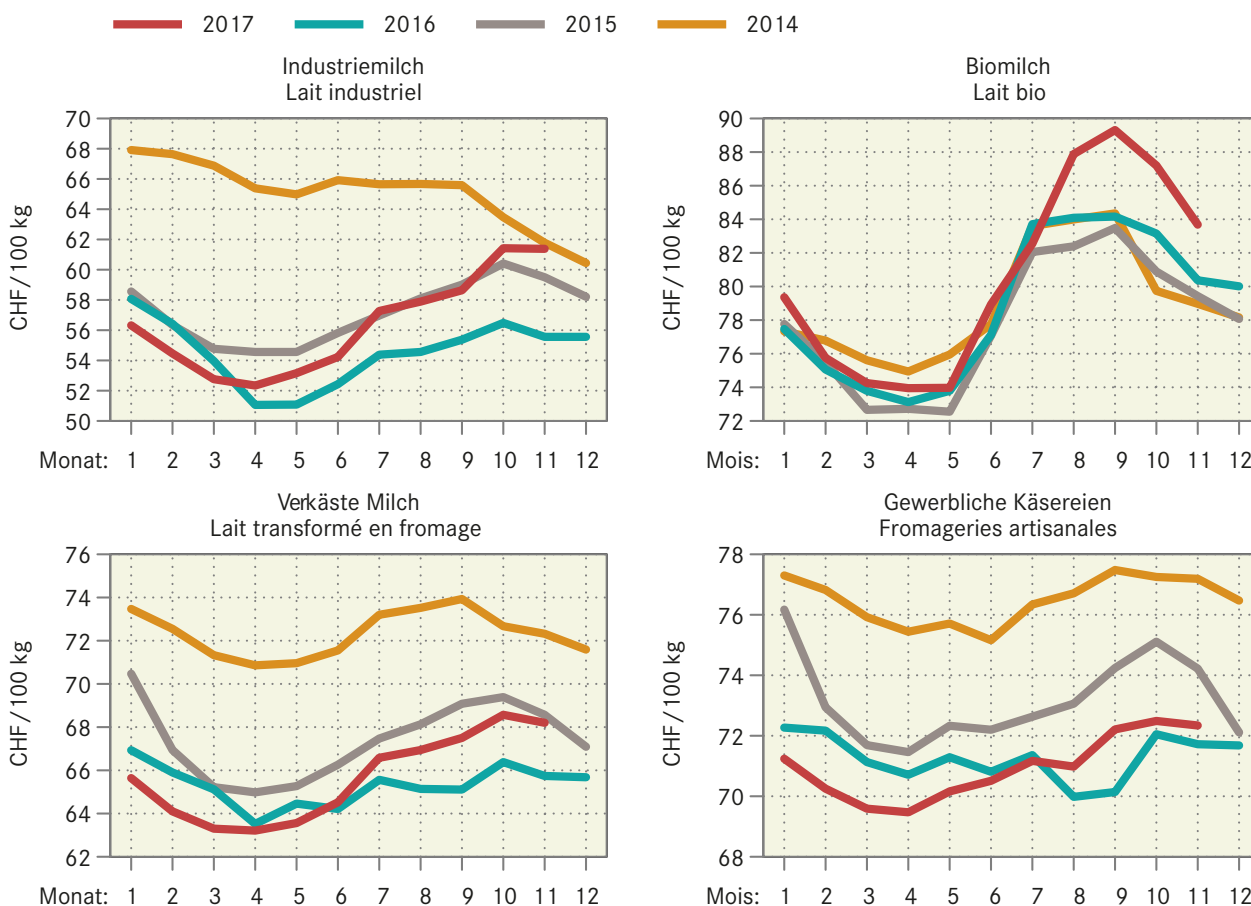 2017 2016 2015 2014
Industriemilch
Lait industriel
CHF / 100 kg
70
68
66
64
62
60
58
56
54
52
50
Monat: 1 2 3 4 5 6 7 8 9 10 11 12
Biomilch
Lait bio
CHF / 100 kg
90
88
86
84
82
80
78
76
74
72
Mois: 1 2 3 4 5 6 7 8 9 10 11 12
Verkäste Milch
Lait transformé en fromage
CHF / 100 kg
76
74
72
70
68
66
64
62
Monat: 1 2 3 4 5 6 7 8 9 10 11 12
Gewerbliche Käsereien
Fromageries artisanales
CHF / 100 kg
78
76
74
72
70
68
Mois: 1 2 3 4 5 6 7 8 9 10 11 12